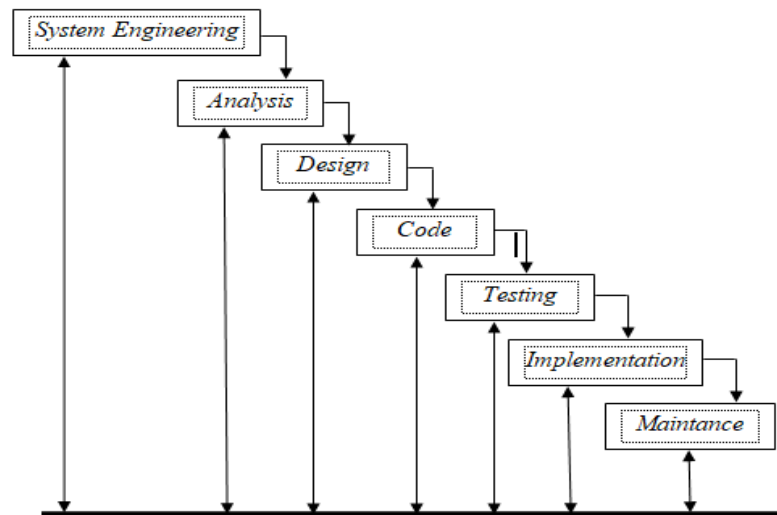 System Engineering
Analysis
Design
Code
Testing
Implementation
Maintance